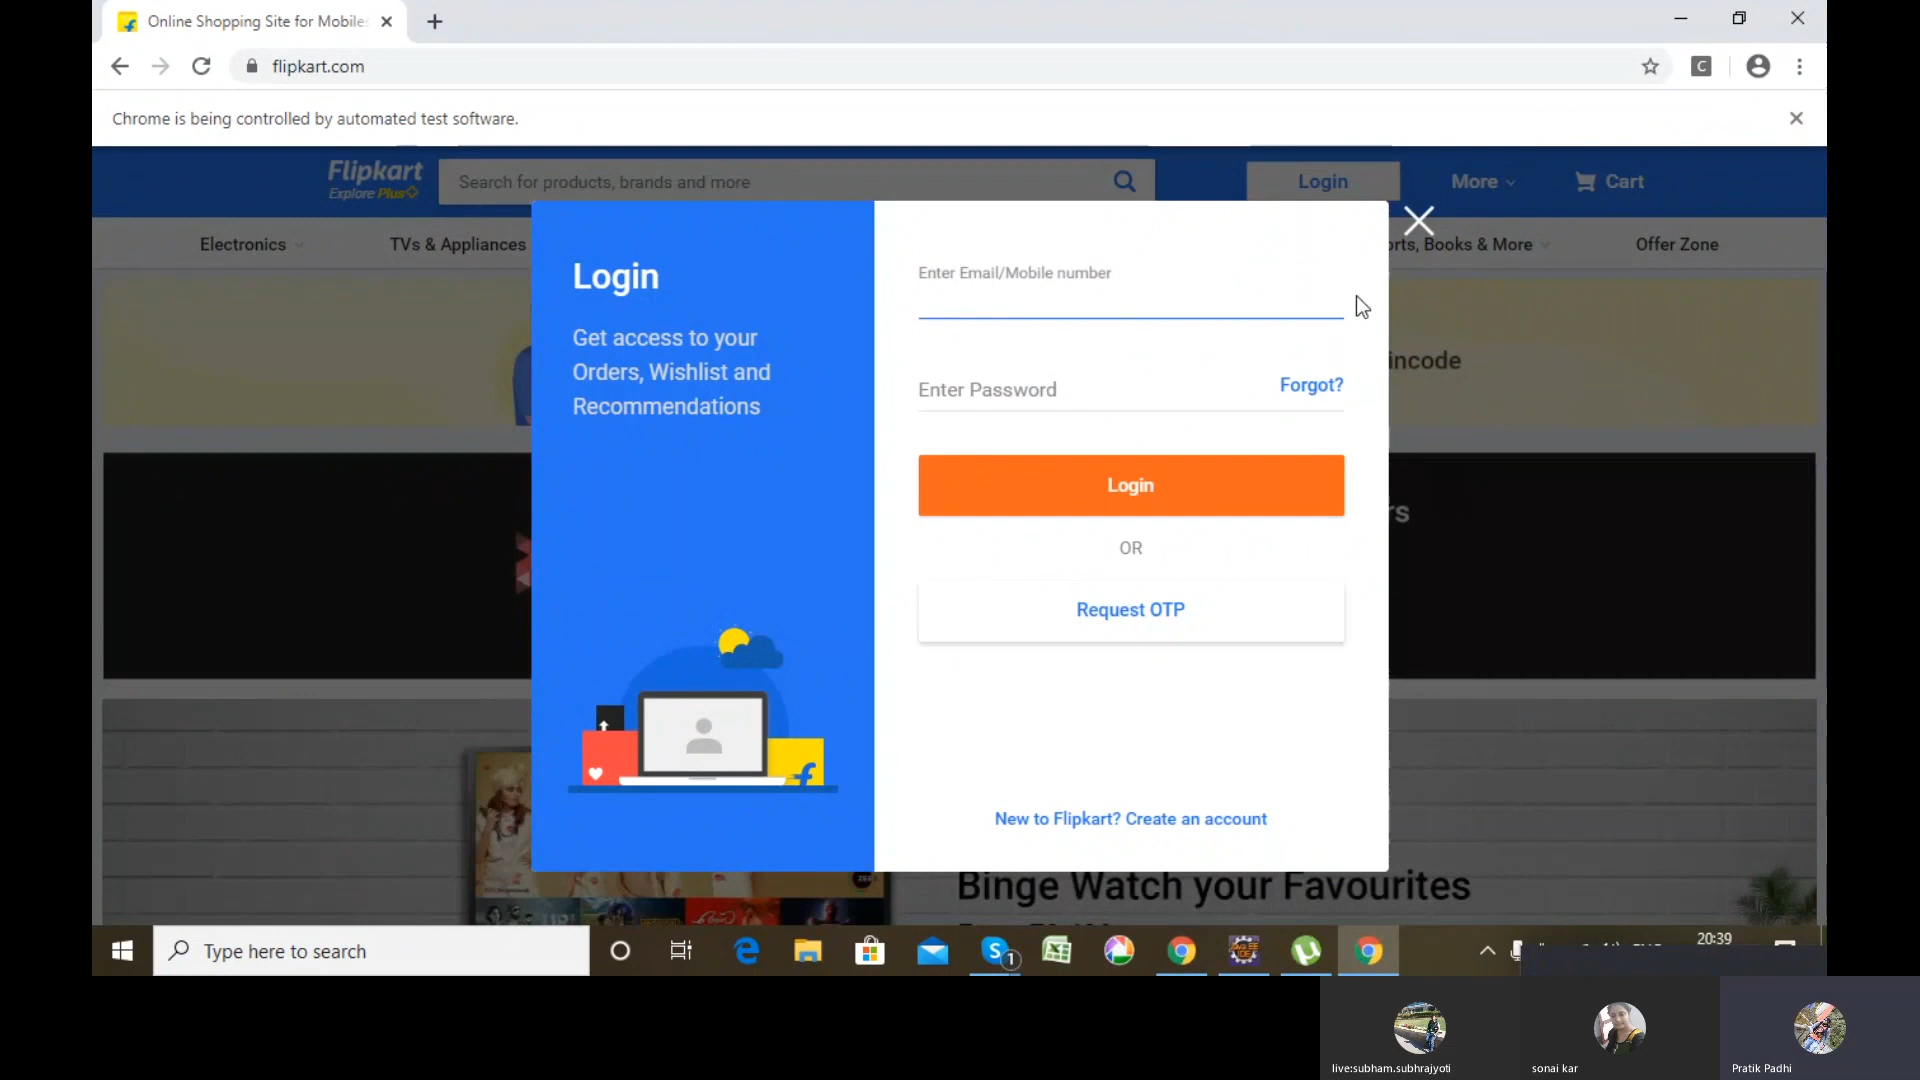 Online Shopping Site for Mobiles
flipkart.com
C
Chrome is being controlled by automated test software.
Flipkart
Explore Plus
Search for products, brands and more
Login
More
Cart
Electronics
TVs & Appliances
orts, Books & More
Offer Zone
Login
Get access to your
Orders, Wishlist and
Recommendations
Enter Email/Mobile number
Enter Password
Forgot?
Login
OR
Request OTP
New to Flipkart? Create an account
incode
rs
Binge Watch your Favourites
Type here to search
S
1
20:39
live:subham.subhrajyoti
sonai kar
Pratik Padhi